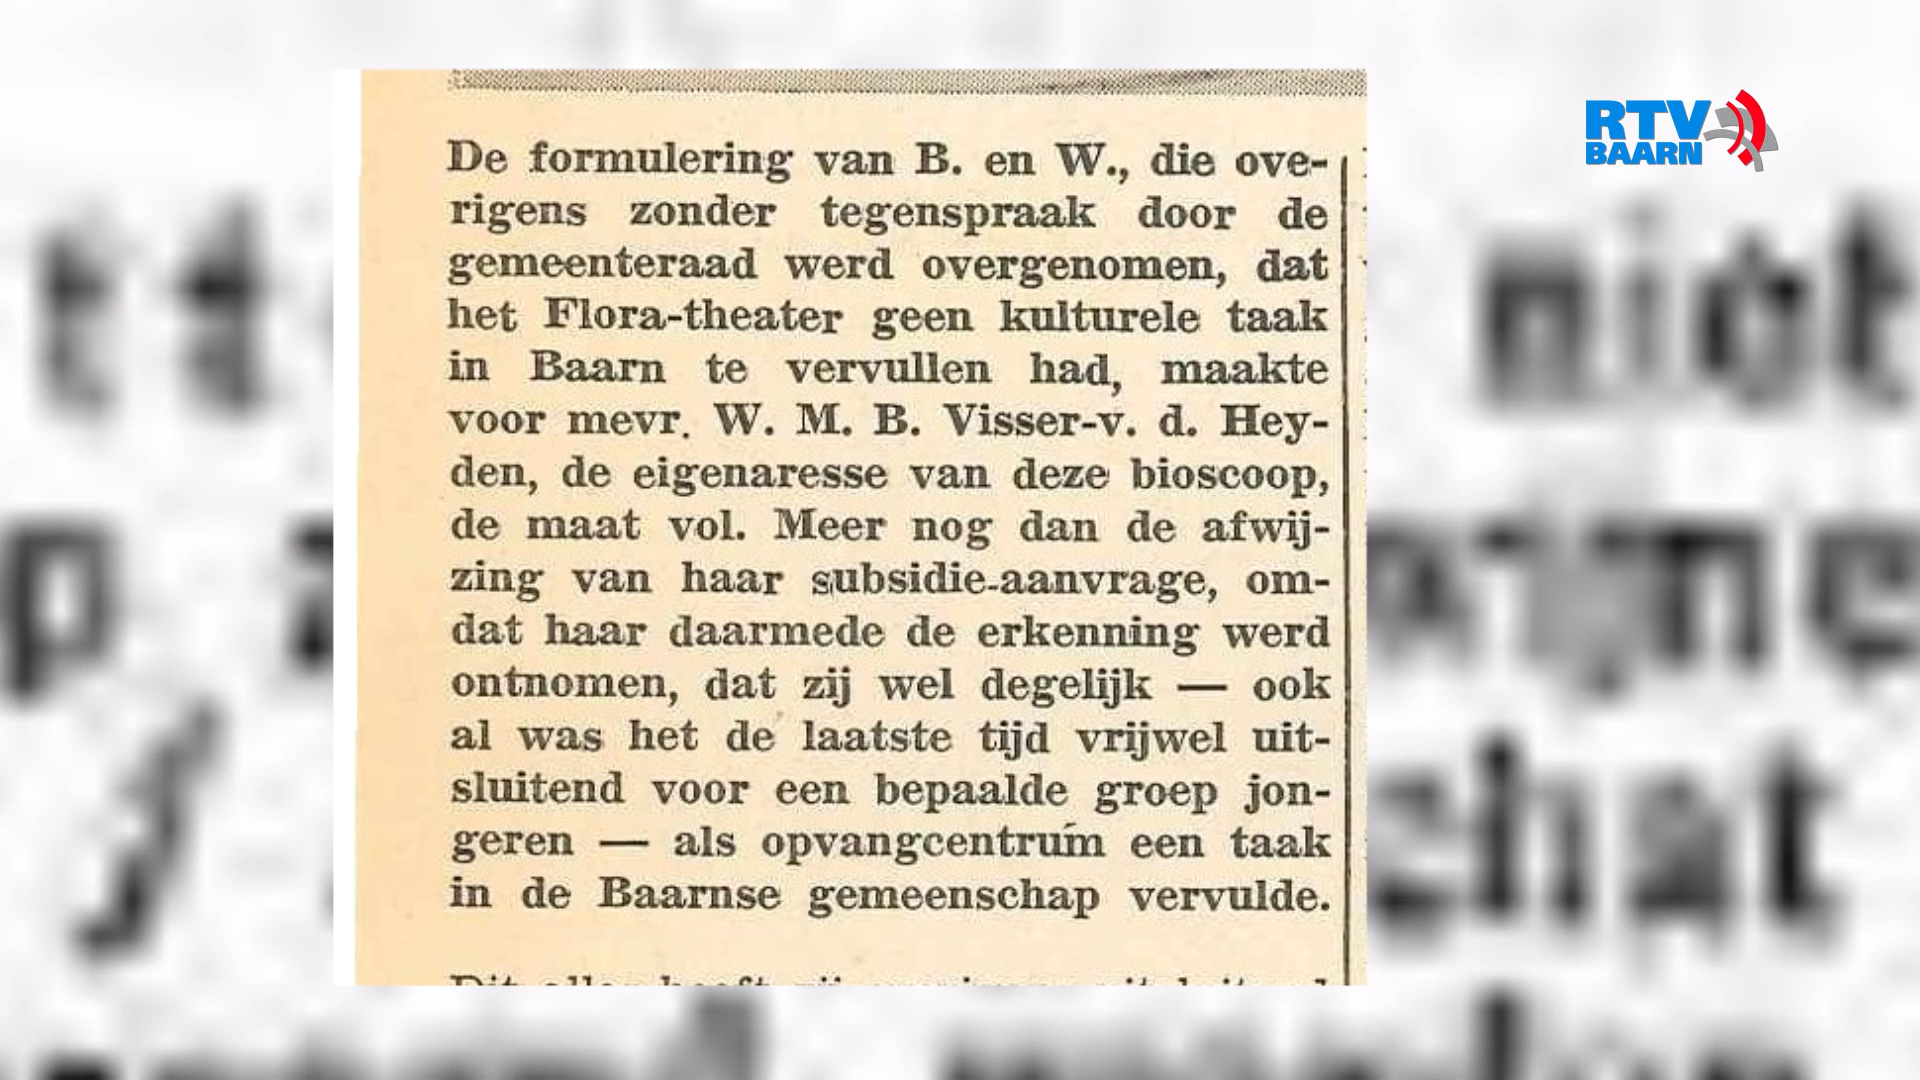 RTV
BAARN
De formulering van B. en W., die ove-
rigens zonder tegenspraak door de
gemeenteraad werd overgenomen, dat
het Flora-theater geen kulturele taak
in Baarn te vervullen had, maakte
voor mevr. W. M. B. Visser-v. d. Hey-
den, de eigenaresse van deze bioscoop,
de maat vol. Meer nog dan de afwij-
zing van haar subsidie-aanvrage, om-
dat haar daarmede de erkenning werd
ontnomen, dat zij wel degelijk — ook
al was het de laatste tijd vrijwel uit-
sluitend voor een bepaalde groep jon-
geren — als opvangcentrum een taak
in de Baarnse gemeenschap vervulde.